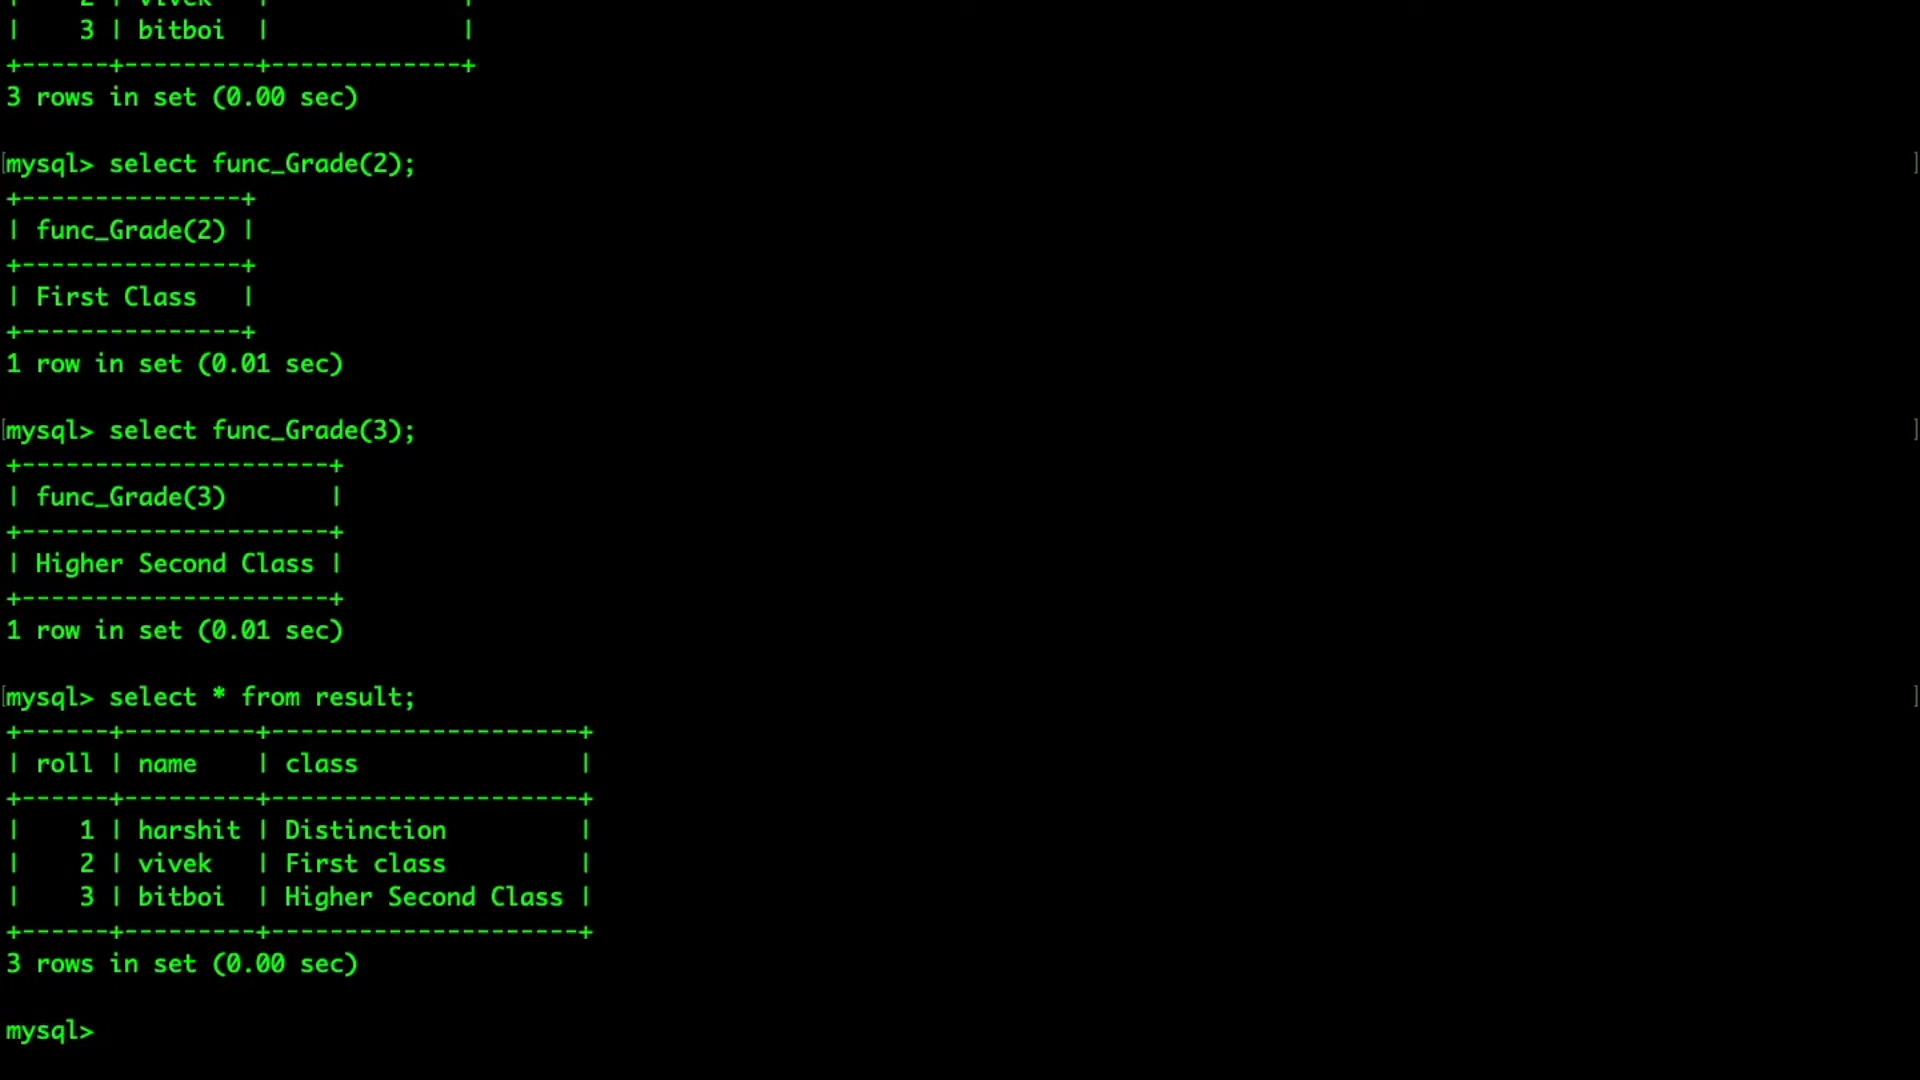 |    2 | vivek   |             |
|    3 | bitboi  |             |
+------+---------+-------------+
3 rows in set (0.00 sec)
[mysql> select func_Grade(2); ]
+---------------+
| func_Grade(2) |
+---------------+
| First Class   |
+---------------+
1 row in set (0.01 sec)
[mysql> select func_Grade(3); ]
+---------------------+
| func_Grade(3)       |
+---------------------+
| Higher Second Class |
+---------------------+
1 row in set (0.01 sec)
[mysql> select * from result; ]
+------+---------+---------------------+
| roll | name    | class               |
+------+---------+---------------------+
|    1 | harshit | Distinction         |
|    2 | vivek   | First class         |
|    3 | bitboi  | Higher Second Class |
+------+---------+---------------------+
3 rows in set (0.00 sec)
mysql>